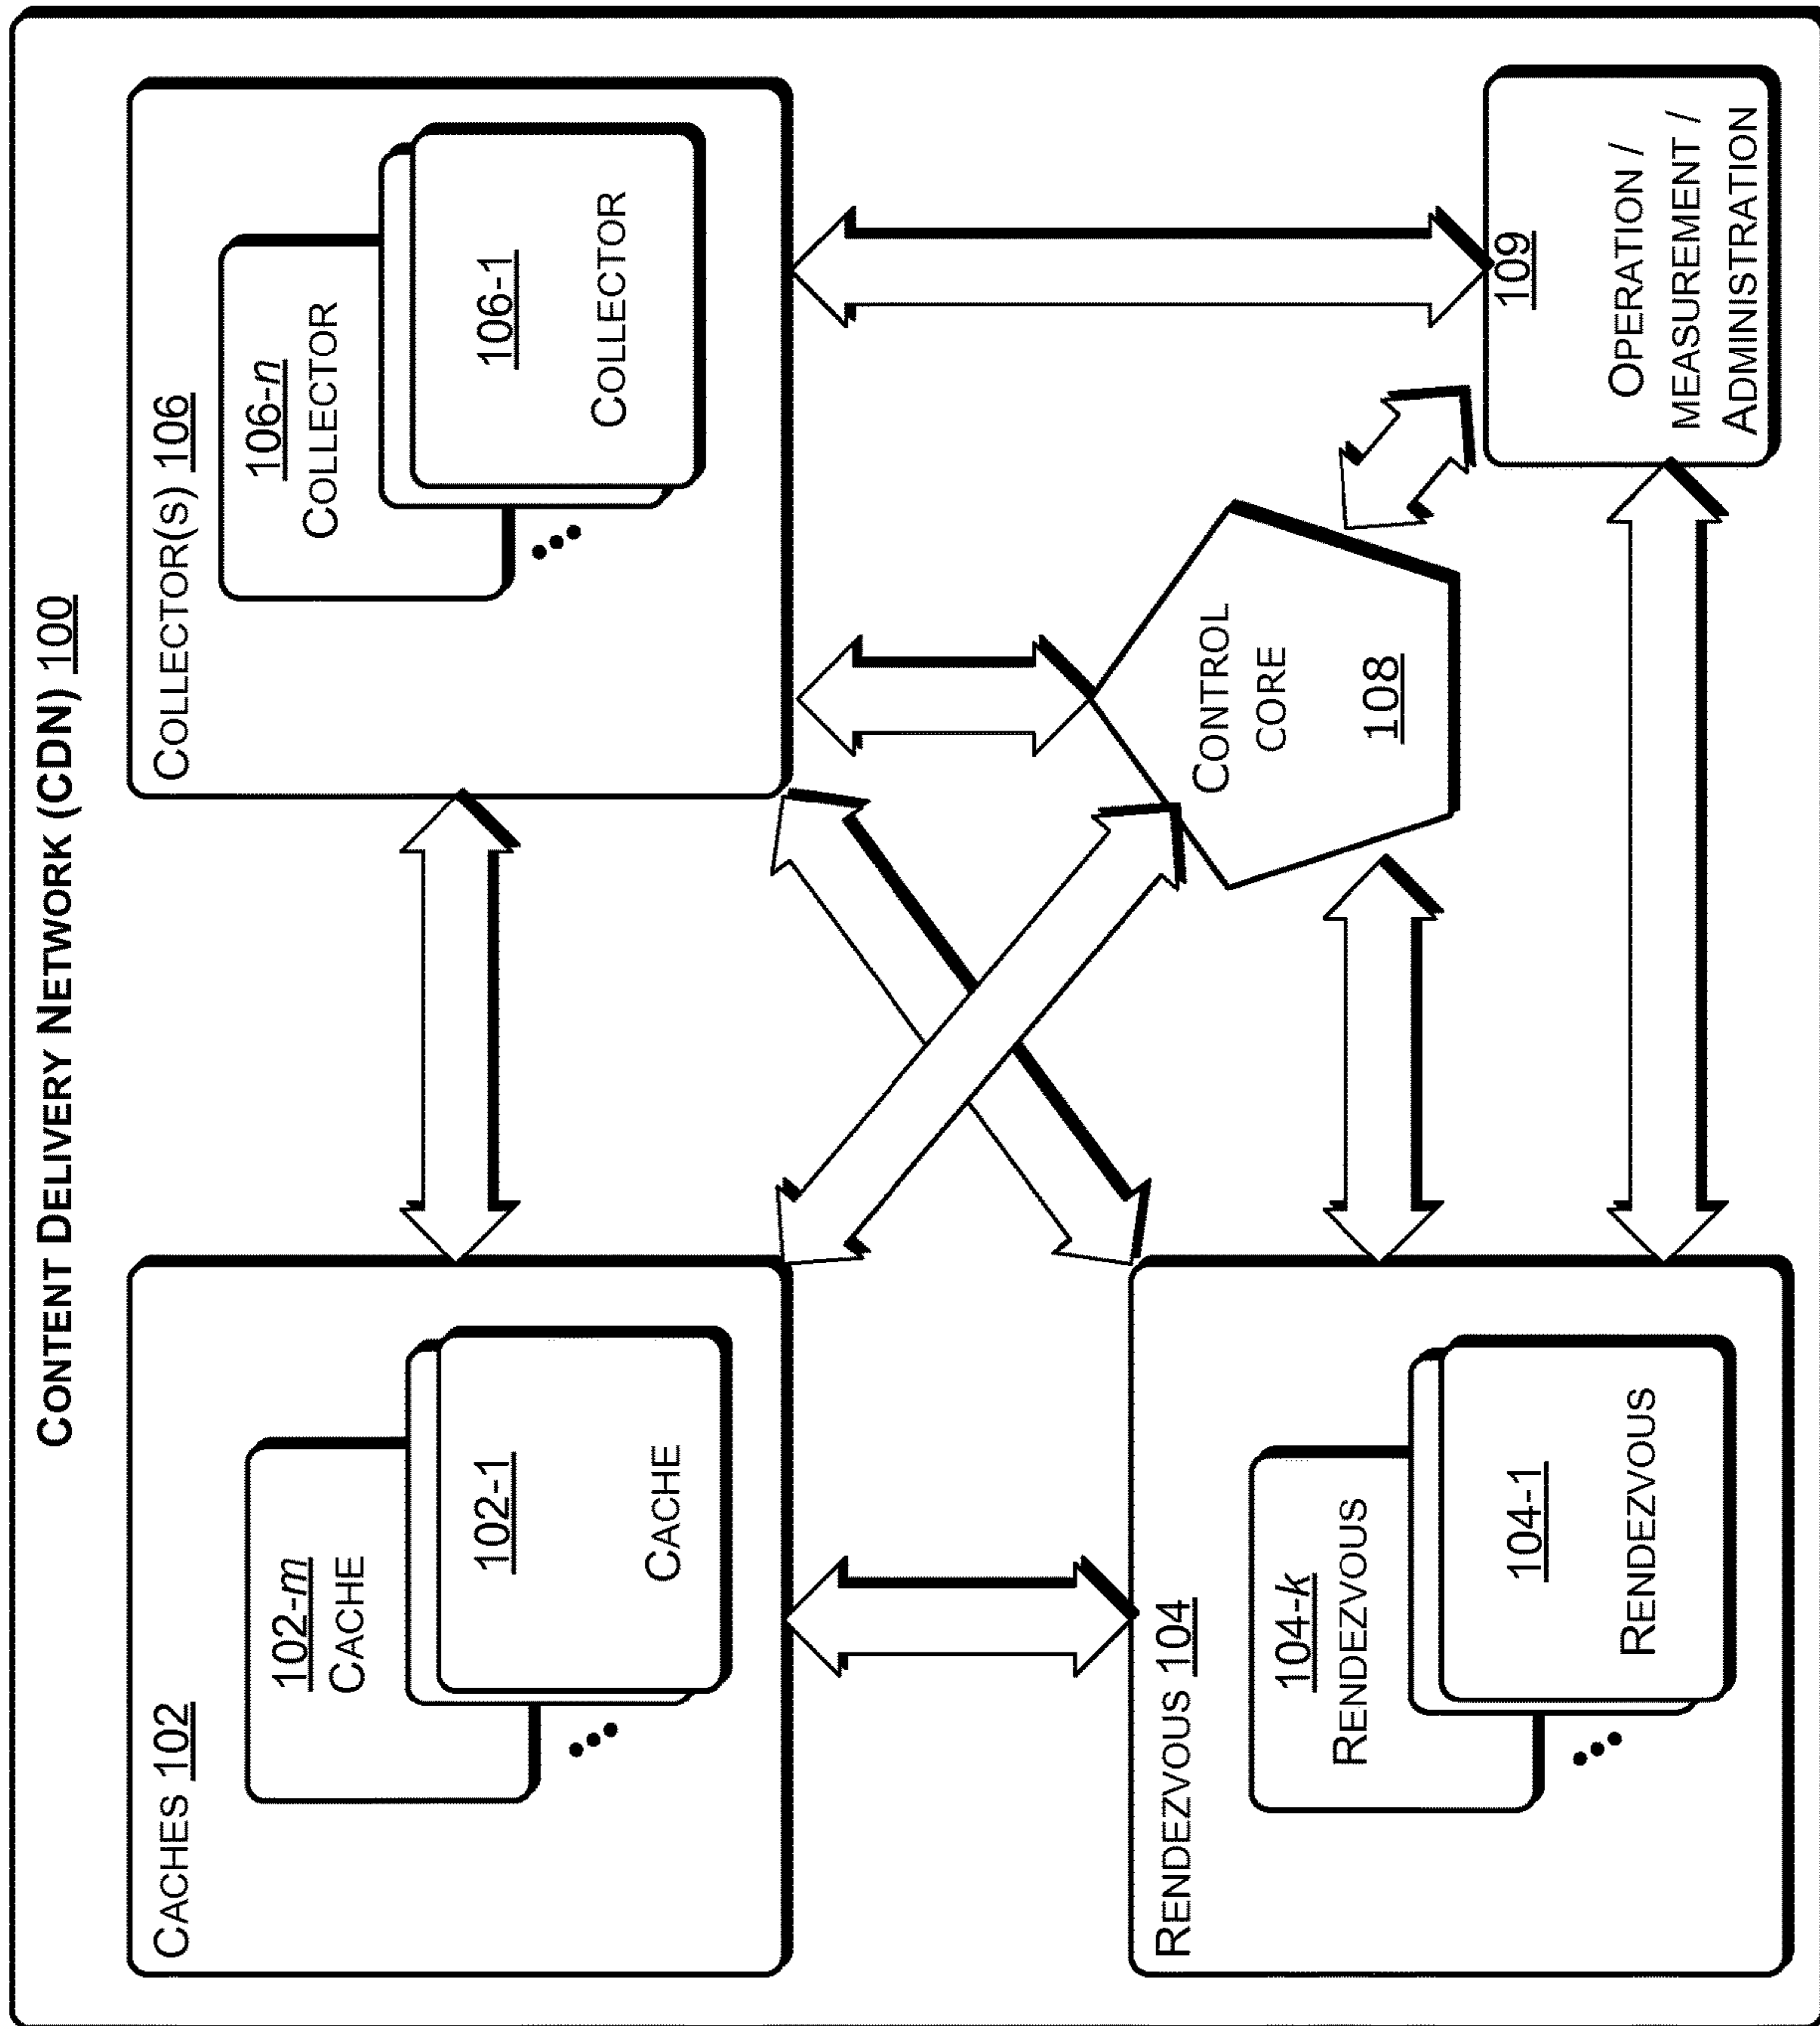 CONTENT DELIVERY NETWORK (CDN) 100
CACHES 102
102-m
CACHE
102-1
CACHE
COLLECTOR(S) 106
106-n
COLLECTOR
106-1
COLLECTOR
RENDEZVOUS 104
104-k
RENDEZVOUS
104-1
RENDEZVOUS
CONTROL
CORE
108
109
OPERATION /
MEASUREMENT /
ADMINISTRATION